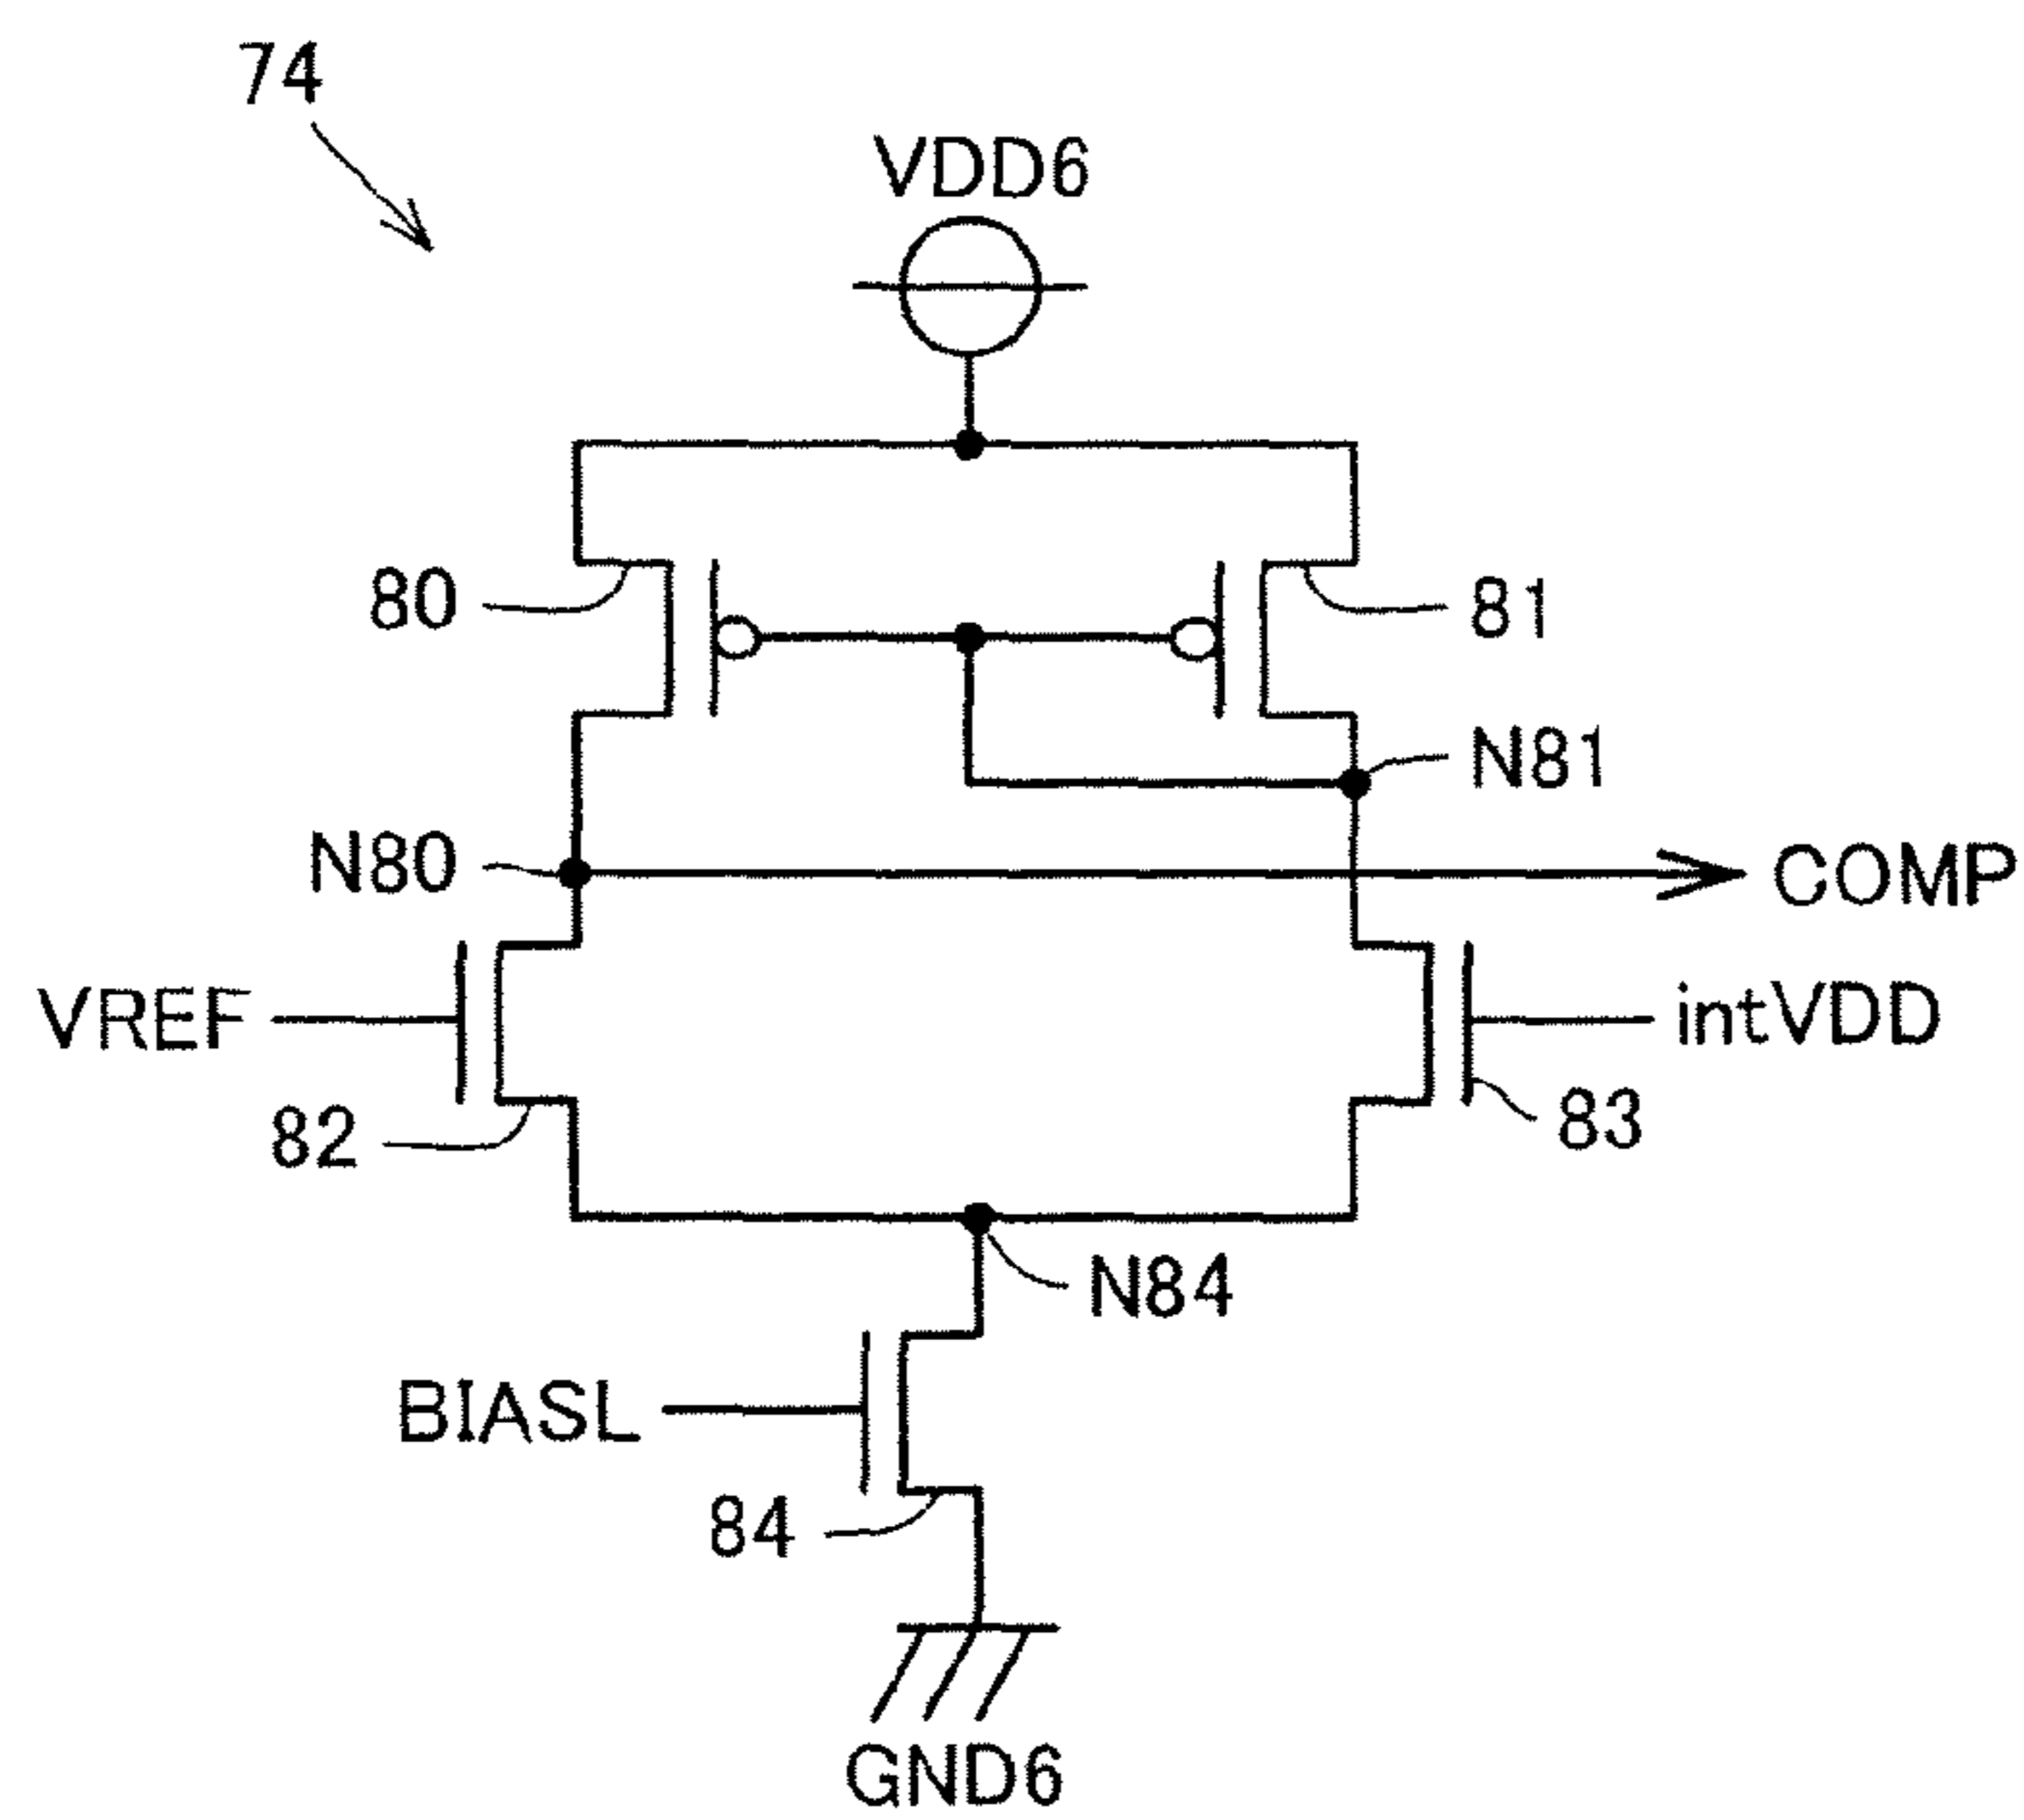 74
VDD6
80
81
N81
N80
COMP
VREF
intVDD
82
83
N84
BIASL
84
GND6